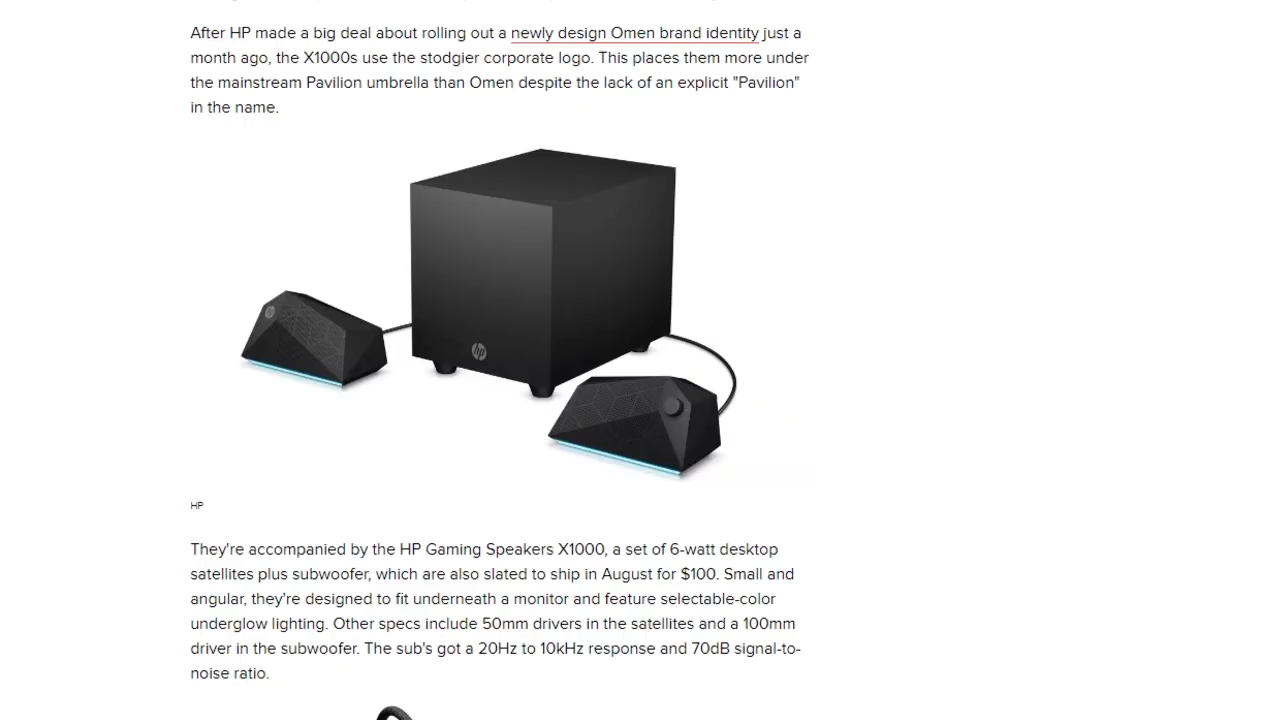 After HP made a big deal about rolling out a newly design Omen brand identity just a
month ago, the X1000s use the stodgier corporate logo. This places them more under
the mainstream Pavilion umbrella than Omen despite the lack of an explicit "Pavilion"
in the name.
hp
HP
They're accompanied by the HP Gaming Speakers X1000, a set of 6-watt desktop
satellites plus subwoofer, which are also slated to ship in August for $100. Small and
angular, they're designed to fit underneath a monitor and feature selectable-color
underglow lighting. Other specs include 50mm drivers in the satellites and a 100mm
driver in the subwoofer. The sub's got a 20Hz to 10kHz response and 70dB signal-to-
noise ratio.